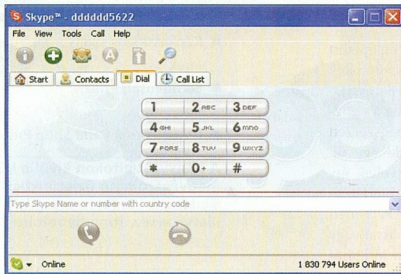 Skype™ - dddddd5622
File View Tools Call Help
Start Contacts Dial Call List
1 2 ABC 3 DEF
4 GHI 5 JKL 6 MNO
7 PQRS 8 TUV 9 WXYZ
* 0+ #
Type Skype Name or number with country code
Online 1 830 794 Users Online